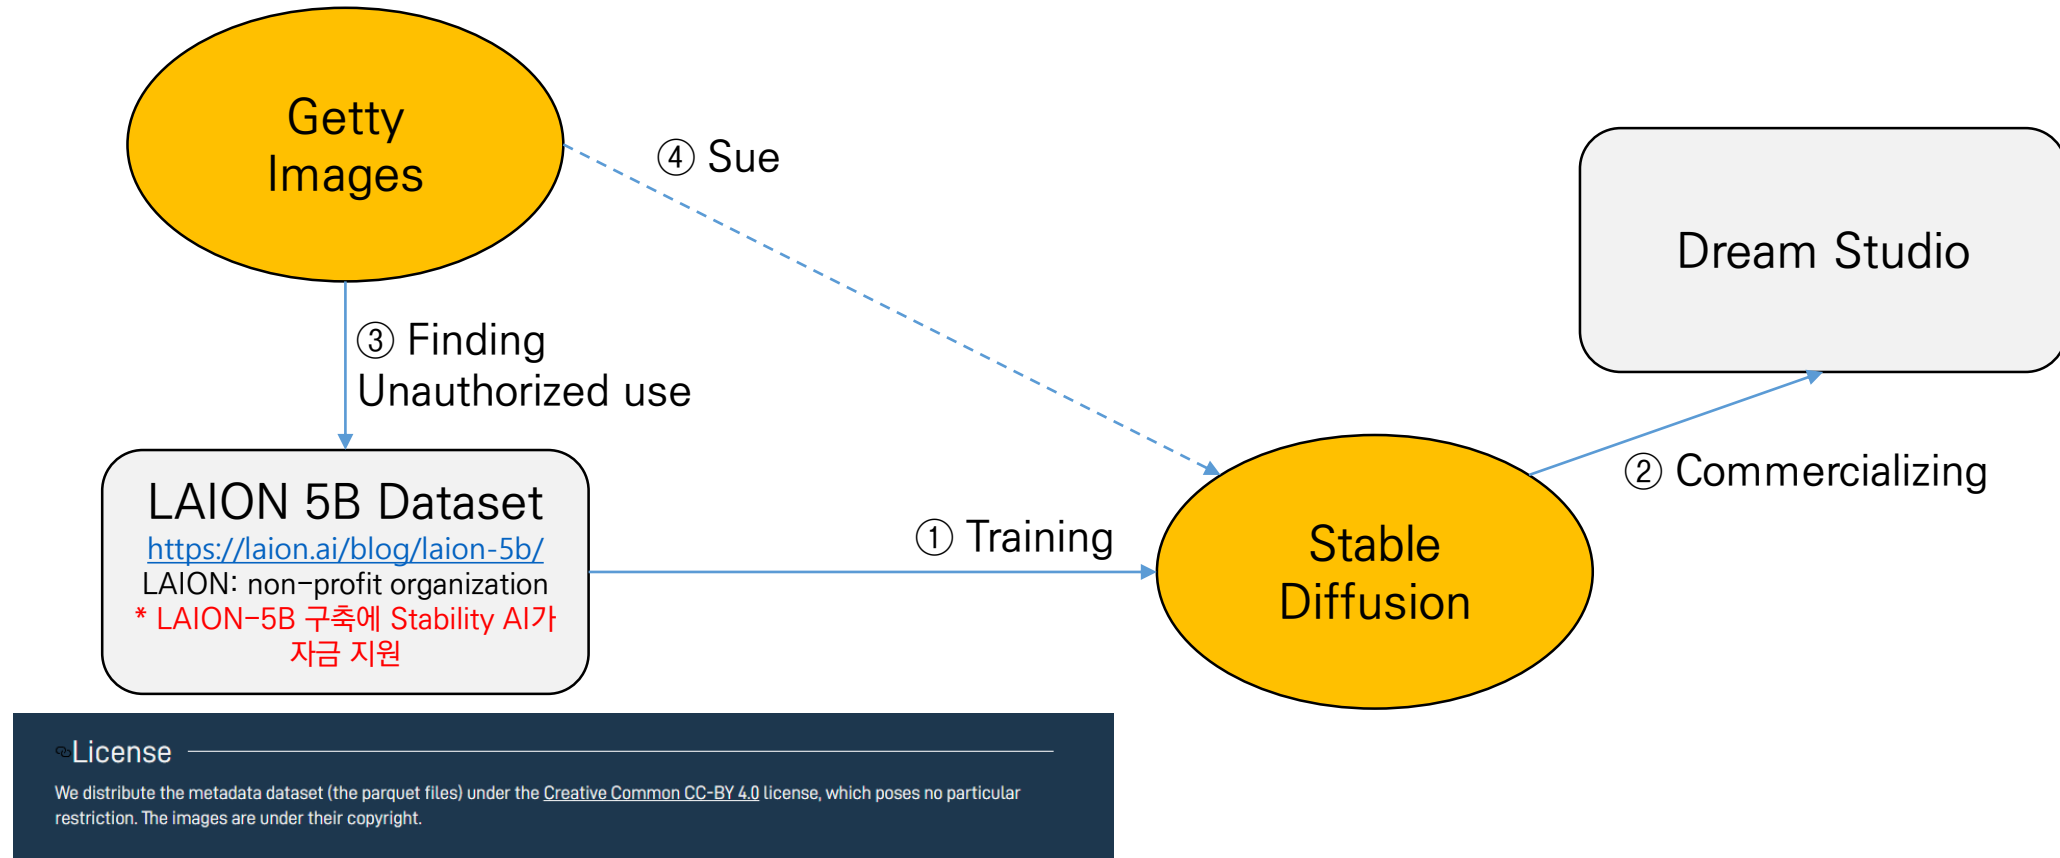 Getty
Images
④ Sue
Dream Studio
③ Finding
Unauthorized use
② Commercializing
LAION 5B Dataset
https://laion.ai/blog/laion-5b/
LAION: non-profit organization
* LAION-5B 구축에 Stability AI가
자금 지원
① Training
Stable
Diffusion
License
We distribute the metadata dataset (the parquet files) under the Creative Common CC-BY 4.0 license, which poses no particular
restriction. The images are under their copyright.